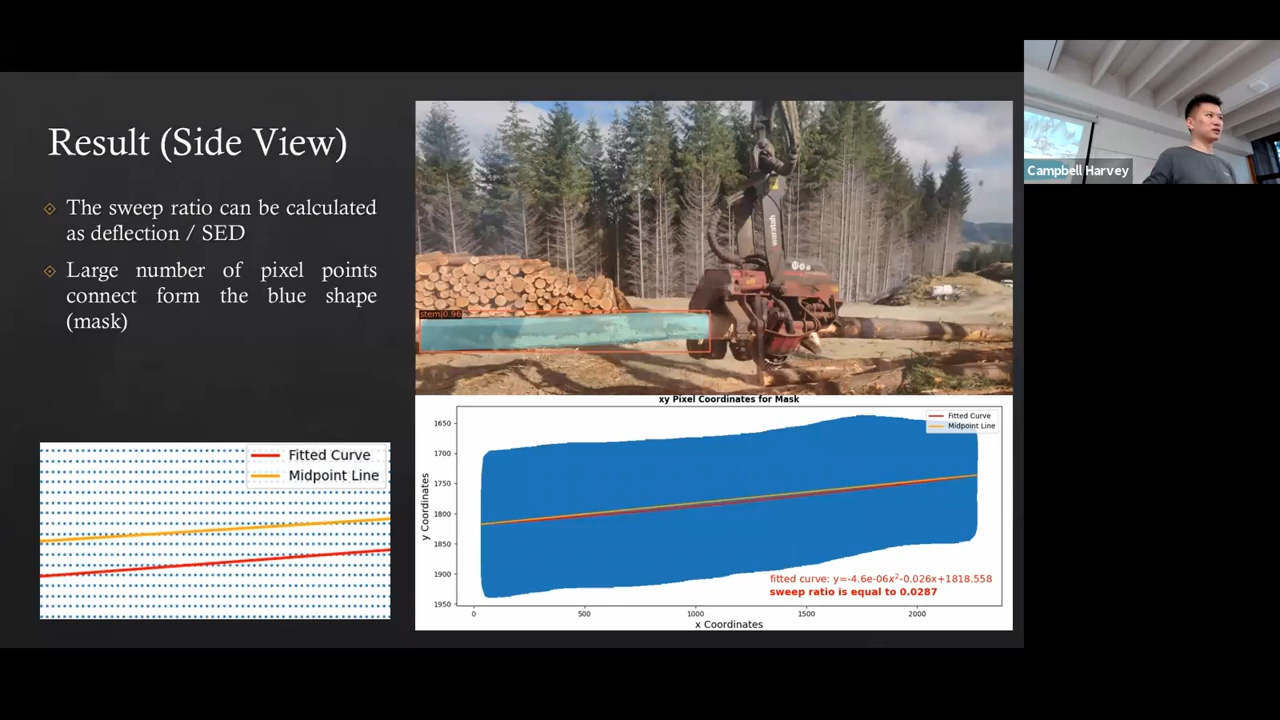 Result (Side View)
The sweep ratio can be calculated
as deflection / SED
Large number of pixel points
connect form the blue shape
(mask)
Fitted Curve
Midpoint Line
stem|0.96
waratah
xy Pixel Coordinates for Mask
Fitted Curve
Midpoint Line
y Coordinates
1650
1700
1750
1800
1850
1900
1950
fitted curve: y=-4.6e-06x²-0.026x+1818.558
sweep ratio is equal to 0.0287
0 500 1000 1500 2000
x Coordinates
Campbell Harvey